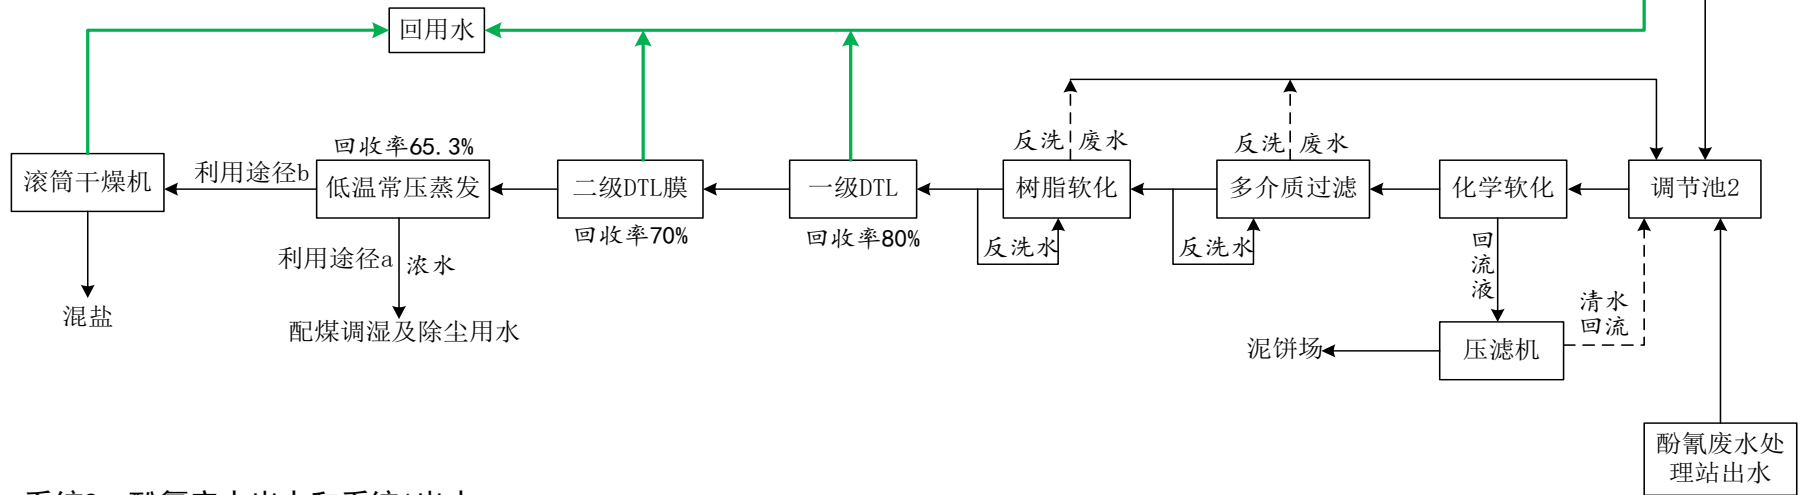 回用水
反洗 废水
反洗 废水
回收率65.3%
滚筒干燥机
利用途径b
低温常压蒸发
二级DTL膜
一级DTL
树脂软化
多介质过滤
化学软化
调节池2
回收率70%
回收率80%
反洗水
反洗水
利用途径a
浓水
回
流
液
清水
回流
混盐
配煤调湿及除尘用水
泥饼场
压滤机
酚氰废水处
理站出水